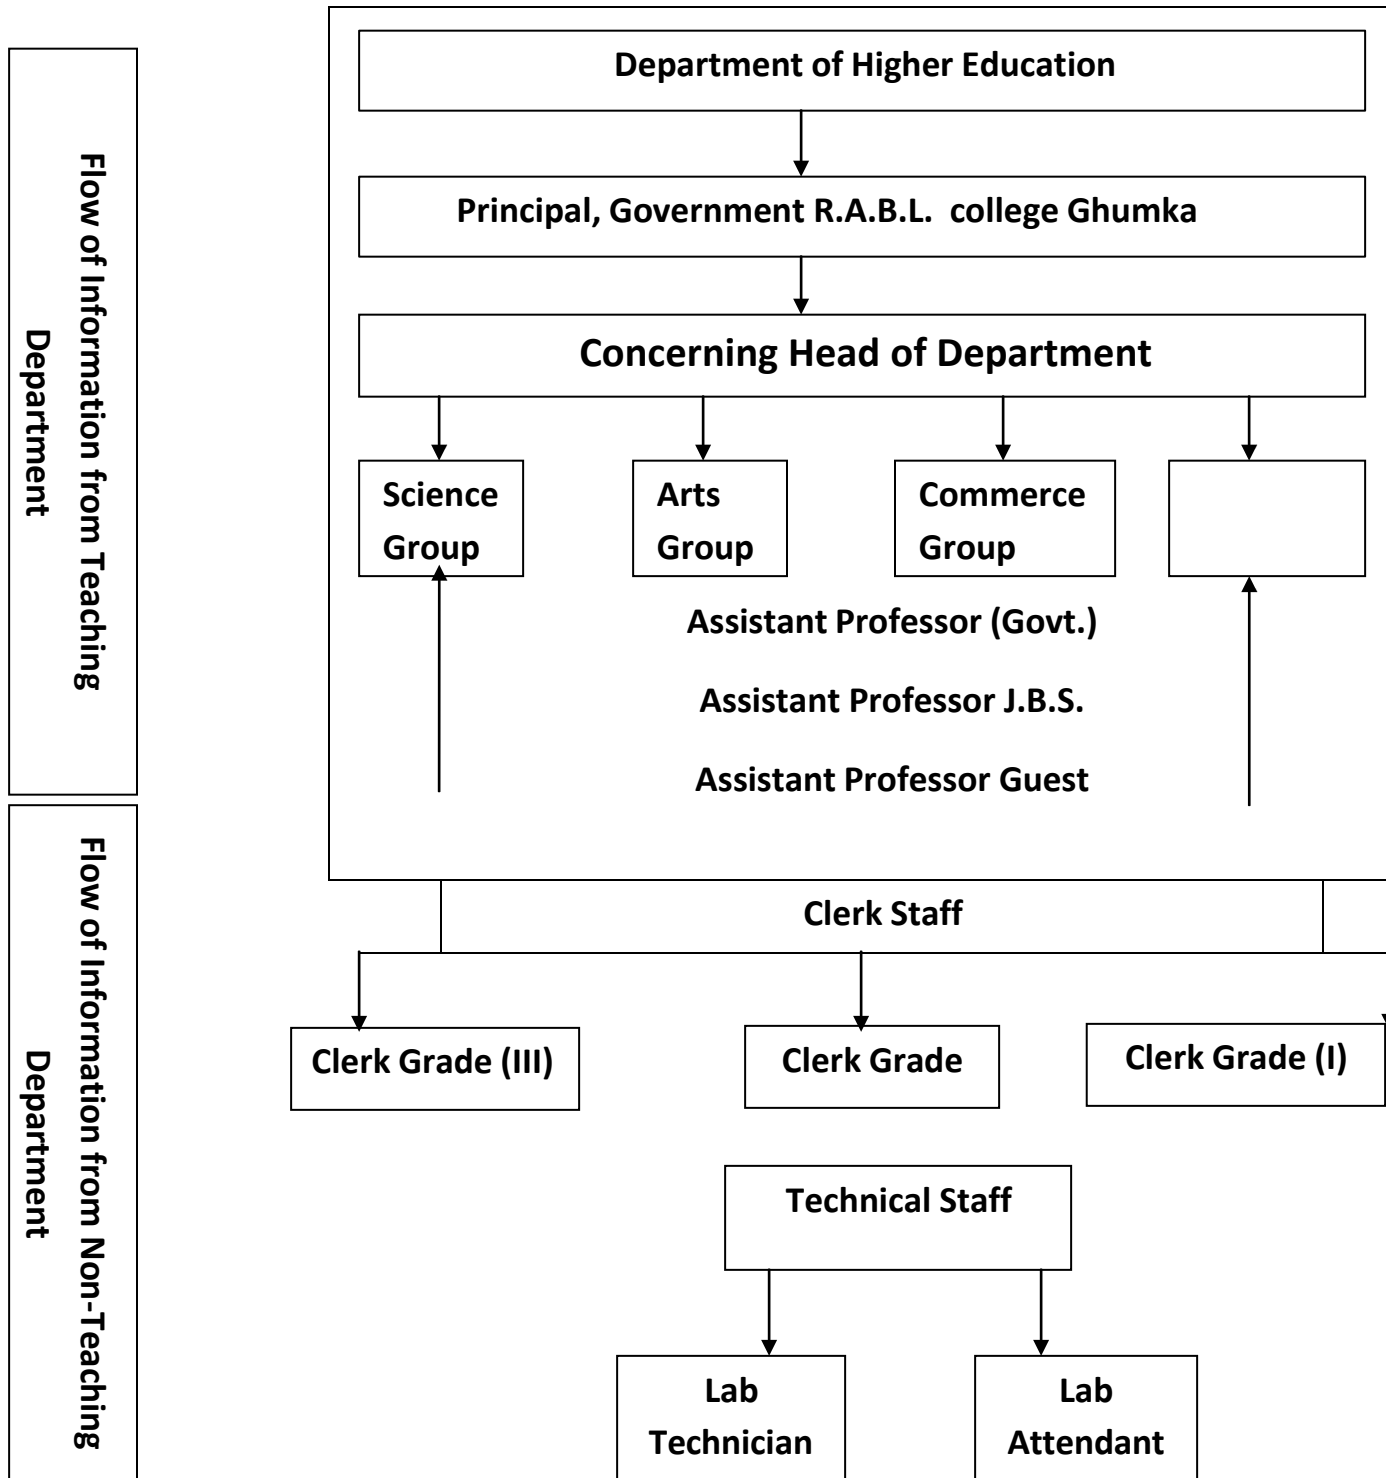 Department of Higher Education
Principal, Government R.A.B.L. college Ghumka
Concerning Head of Department
Science
Group
Arts
Group
Commerce
Group
Assistant Professor (Govt.)
Assistant Professor J.B.S.
Assistant Professor Guest
Flow of Information from Teaching
Department
Clerk Staff
Clerk Grade (III)
Clerk Grade
Clerk Grade (I)
Technical Staff
Lab
Technician
Lab
Attendant
Flow of Information from Non-Teaching
Department